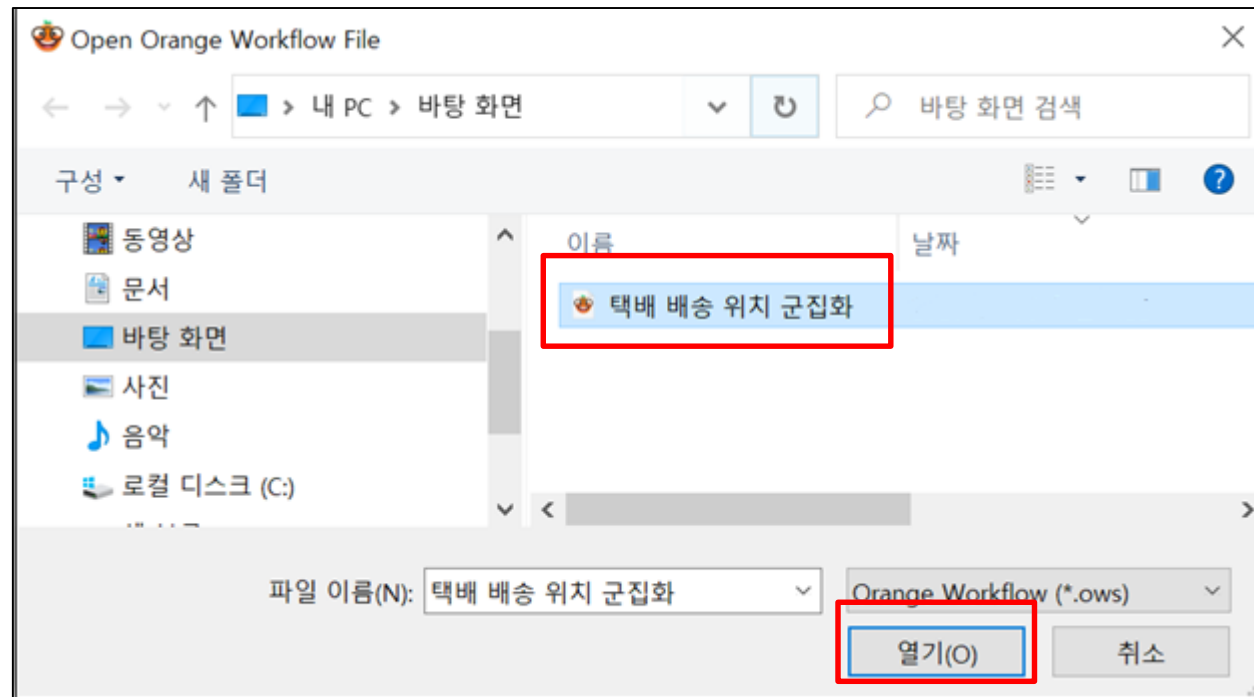 Open Orange Workflow File
내 PC > 바탕 화면
바탕 화면 검색
구성
새 폴더
동영상
문서
바탕 화면
사진
음악
로컬 디스크 (C:)
이름
날짜
택배 배송 위치 군집화
파일 이름(N):
택배 배송 위치 군집화
Orange Workflow (*.ows)
열기(O)
취소